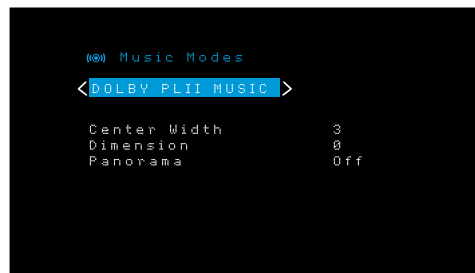 Music Modes
< DOLBY PLII MUSIC >
Center Width 3
Dimension 0
Panorama Off